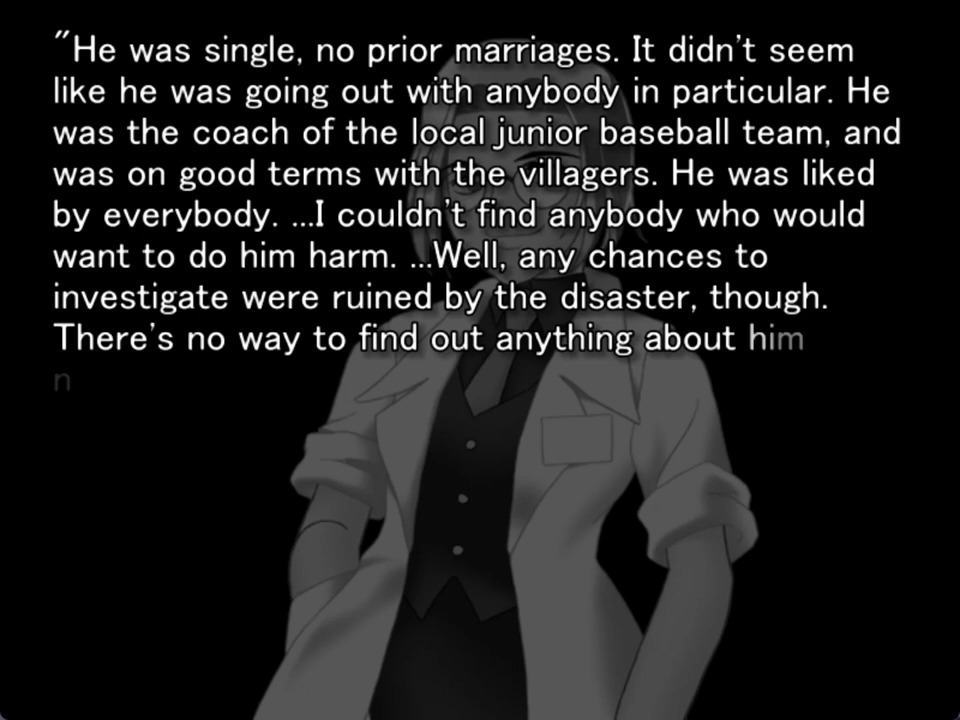 "He was single, no prior marriages. It didn't seem
like he was going out with anybody in particular. He
was the coach of the local junior baseball team, and
was on good terms with the villagers. He was liked
by everybody. ...I couldn't find anybody who would
want to do him harm. ...Well, any chances to
investigate were ruined by the disaster, though.
There's no way to find out anything about him
n